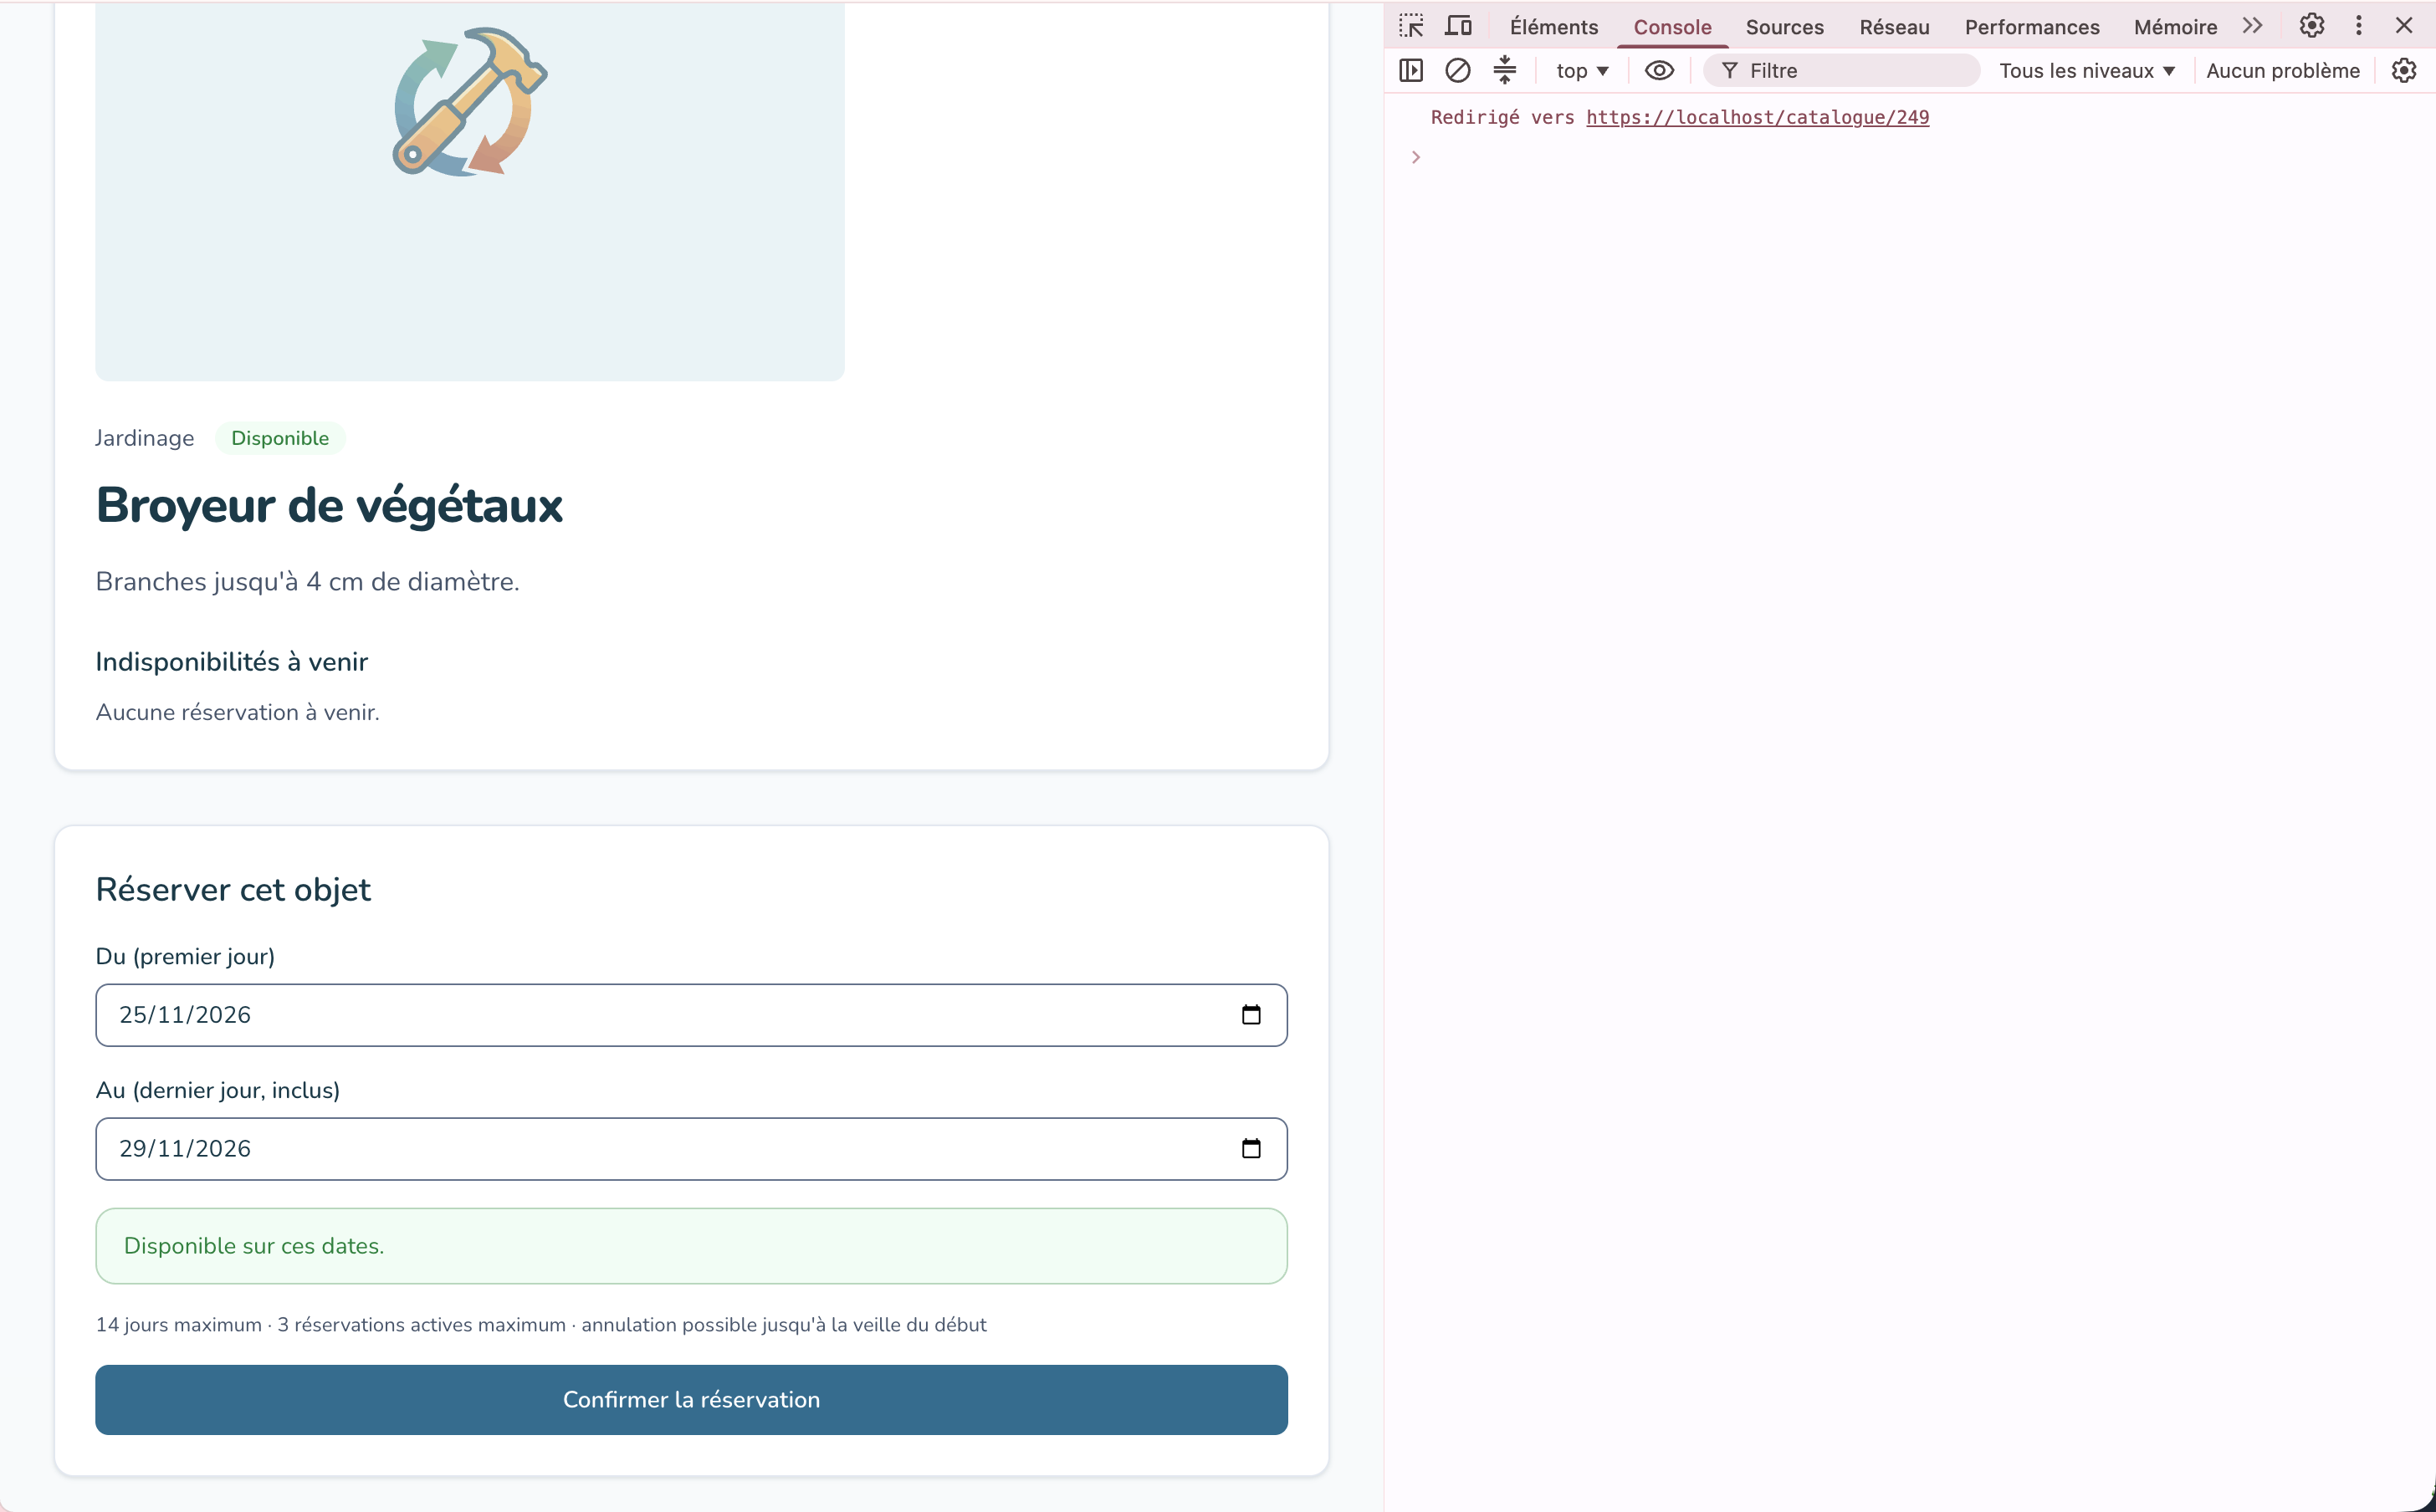 Jardinage Disponible
Broyeur de végétaux
Branches jusqu'à 4 cm de diamètre.
Indisponibilités à venir
Aucune réservation à venir.
Réserver cet objet
Du (premier jour)
25/11/2026
Au (dernier jour, inclus)
29/11/2026
Disponible sur ces dates.
14 jours maximum · 3 réservations actives maximum · annulation possible jusqu'à la veille du début
Confirmer la réservation
Éléments Console Sources Réseau Performances Mémoire
top Filtre Tous les niveaux Aucun problème
Redirigé vers https://localhost/catalogue/249